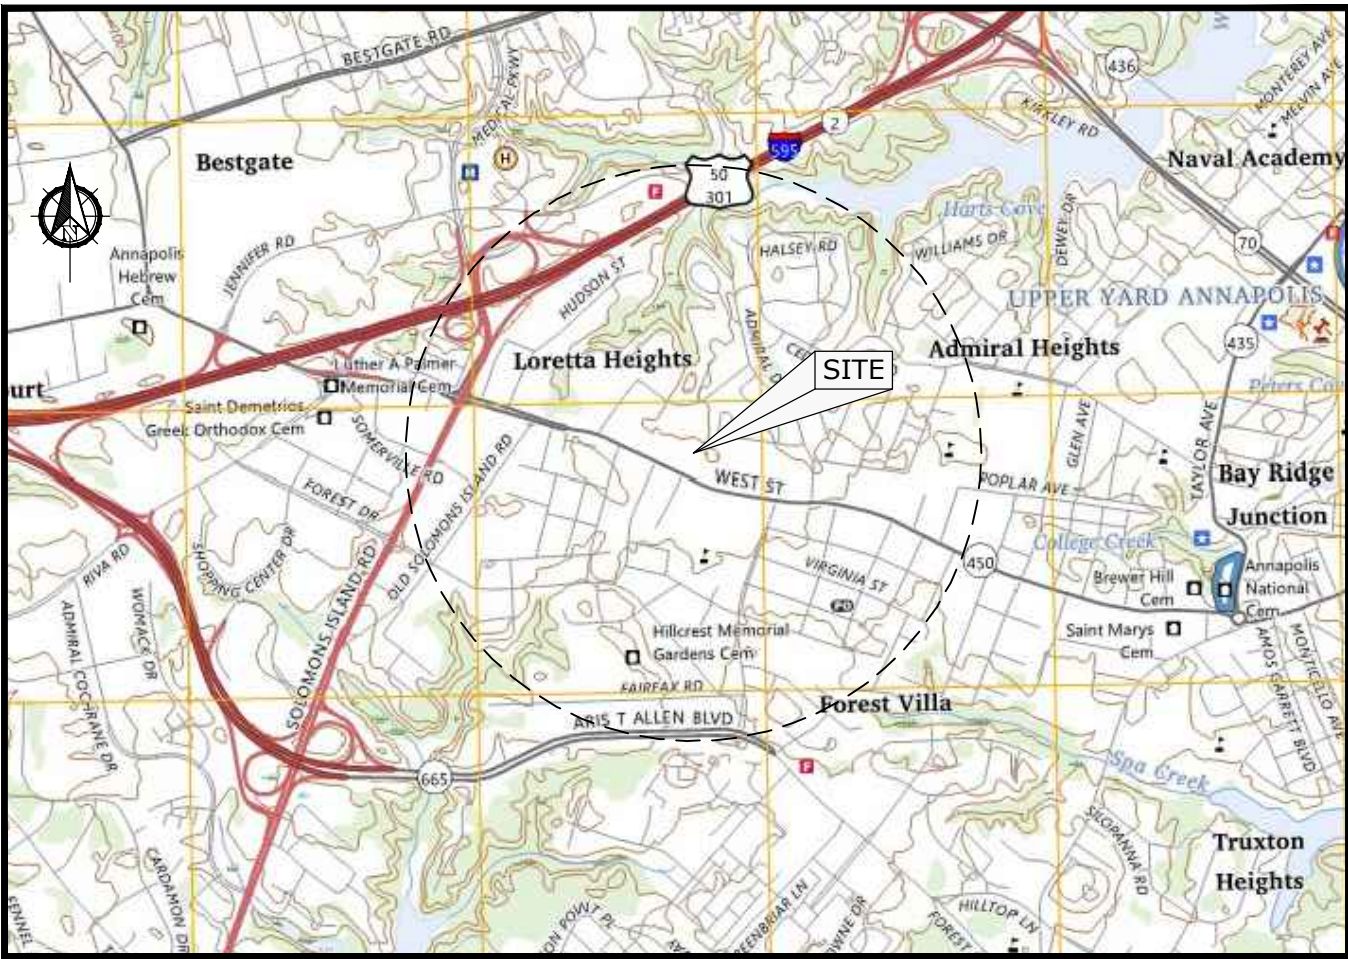 BESTGATE RD
436
MONTEREY AVE
MELVIN AVE
KIRKLEY RD
2
595
H
H
Bestgate
Naval Academy
F
50
301
Harts Cove
DEWEY DR
WILLIAMS DR
HALSEY RD
70
N
Annapolis
Hebrew
Cem
JENNIFER RD
HUDSON ST
UPPER YARD ANNAPOLIS
435
Loretta Heights
Admiral Heights
SITE
Luther A Palmer
Memorial Cem
Peters
Saint Demetrios
Greek Orthodox Cem
SOMERVILLE RD
FOREST DR
OLD SOLOMONS ISLAND RD
WEST ST
GLEN AVE
TAYLOR AVE
POPLAR AVE
Bay Ridge
Junction
College Creek
450
VIRGINIA ST
PO
Brewer Hill
Cem
Annapolis
National
Cem
Saint Marys
Cem
RIVA RD
SHOPPING CENTER DR
ADMIRAL COCHRANE DR
WOMACK DR
SOLOMONS ISLAND RD
Hillcrest Memorial
Gardens Cem
FAIRFAX RD
ARIS T ALLEN BLVD
Forest Villa
AMOS GARRETT BLVD
MONTICELLO AVE
665
F
Spa Creek
SILOPANNA RD
Truxton
Heights
CARDAMON DR
HILLTOP LN